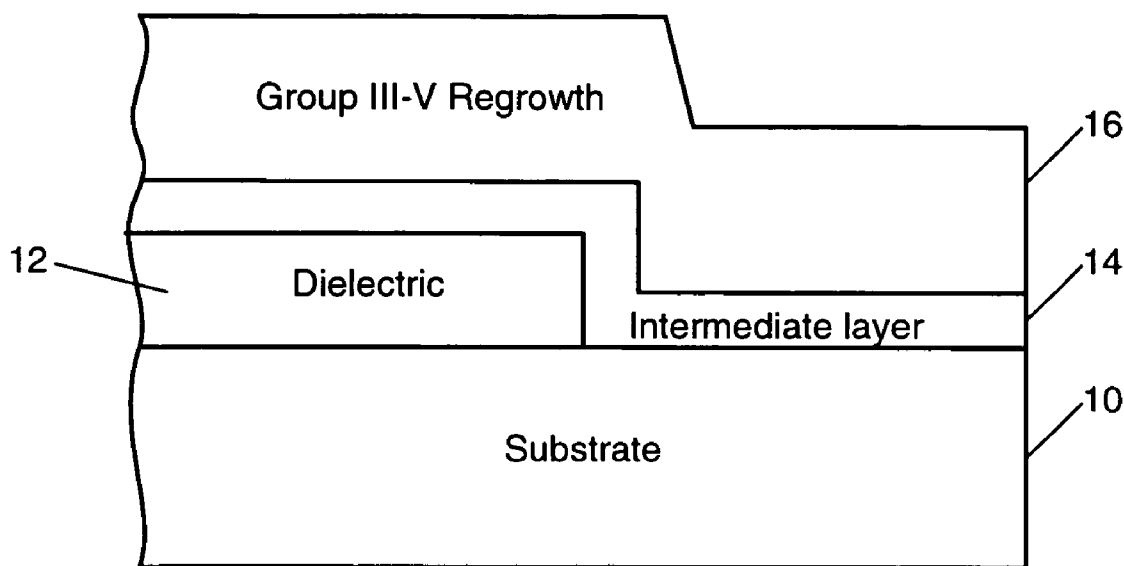 Group III-V Regrowth
16
12
Dielectric
14
Intermediate layer
10
Substrate